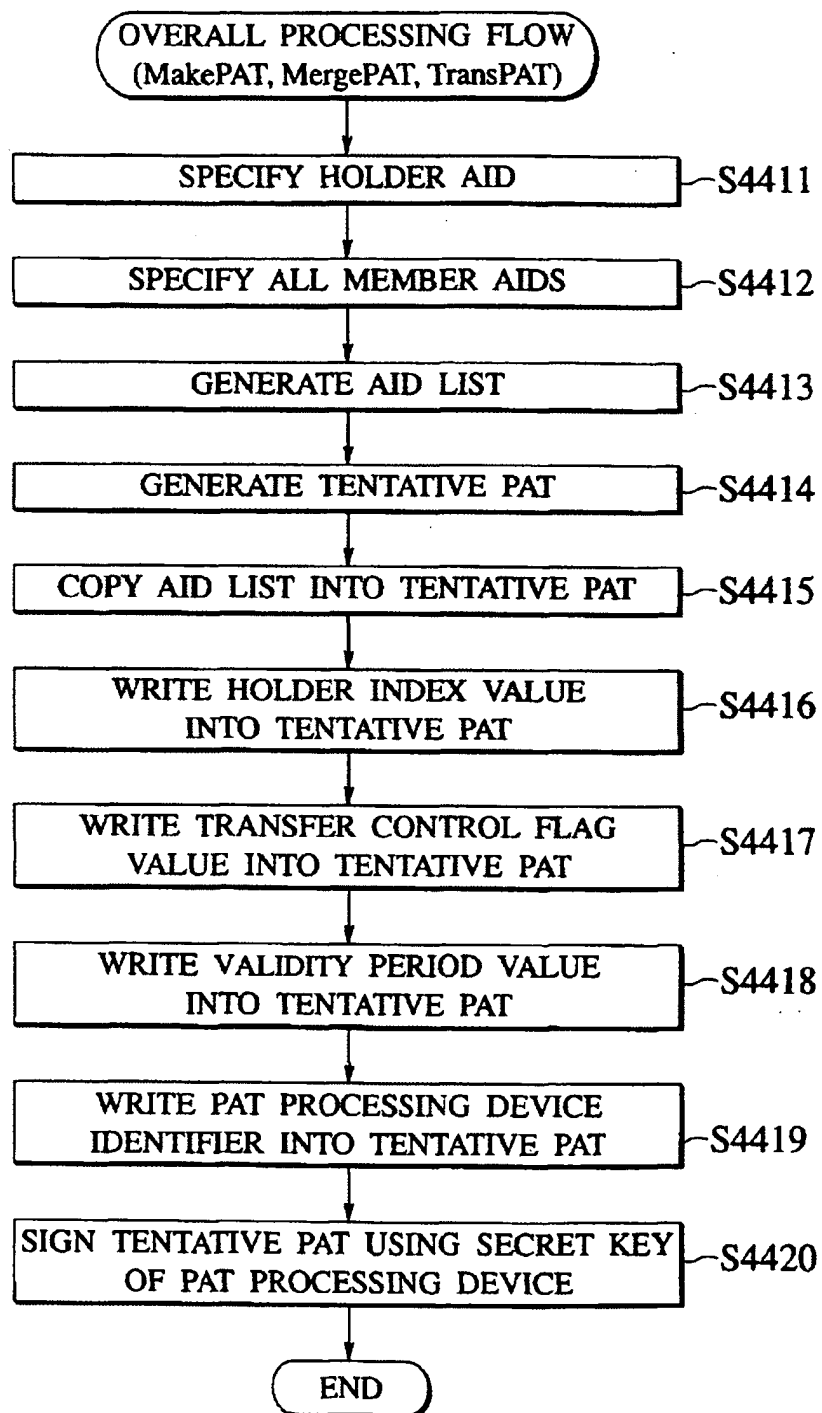 OVERALL PROCESSING FLOW
(MakePAT, MergePAT, TransPAT)
SPECIFY HOLDER AID
S4411
SPECIFY ALL MEMBER AIDS
S4412
GENERATE AID LIST
S4413
GENERATE TENTATIVE PAT
S4414
COPY AID LIST INTO TENTATIVE PAT
S4415
WRITE HOLDER INDEX VALUE
INTO TENTATIVE PAT
S4416
WRITE TRANSFER CONTROL FLAG
VALUE INTO TENTATIVE PAT
S4417
WRITE VALIDITY PERIOD VALUE
INTO TENTATIVE PAT
S4418
WRITE PAT PROCESSING DEVICE
IDENTIFIER INTO TENTATIVE PAT
S4419
SIGN TENTATIVE PAT USING SECRET KEY
OF PAT PROCESSING DEVICE
S4420
END